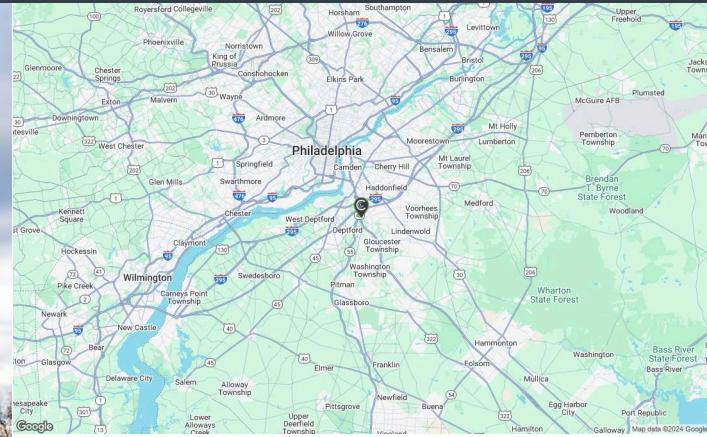 Royersford
Collegeville
Horsham
Southampton
Levittown
Upper Freehold
Phoenixville
Norristown
Willow Grove
Bensalem
Bristol
King of Prussia
Conshohocken
Elkins Park
Burlington
Glenmoore
Chester Springs
Exton
Malvern
Wayne
Ardmore
McGuire AFB
Plumsted
Downingtown
West Chester
Springfield
Philadelphia
Camden
Cherry Hill
Moorestown
Mt Holly
Lumberton
Mt Laurel Township
Pemberton Township
Glen Mills
Swarthmore
Haddonfield
Medford
Brendan T. Byrne State Forest
Woodland
Kennett Square
Chester
West Deptford
Deptford
Voorhees Township
Lindenwold
Gloucester Township
Hockessin
Claymont
Wilmington
Swedesboro
Washington Township
Pitman
Pike Creek
Carneys Point Township
Glassboro
Wharton State Forest
Newark
New Castle
Bear
Glasgow
Hammonton
Washington
Bass River State Forest
Bass River
Delaware City
Salem
Alloway Township
Elmer
Franklin
Folsom
Mullica
Egg Harbor City
Port Republic
Pittsgrove
Newfield
Buena
Lower Alloways Creek
Upper Deerfield Township
Vineland
Hamilton
Galloway
Google
Map data ©2024 Google